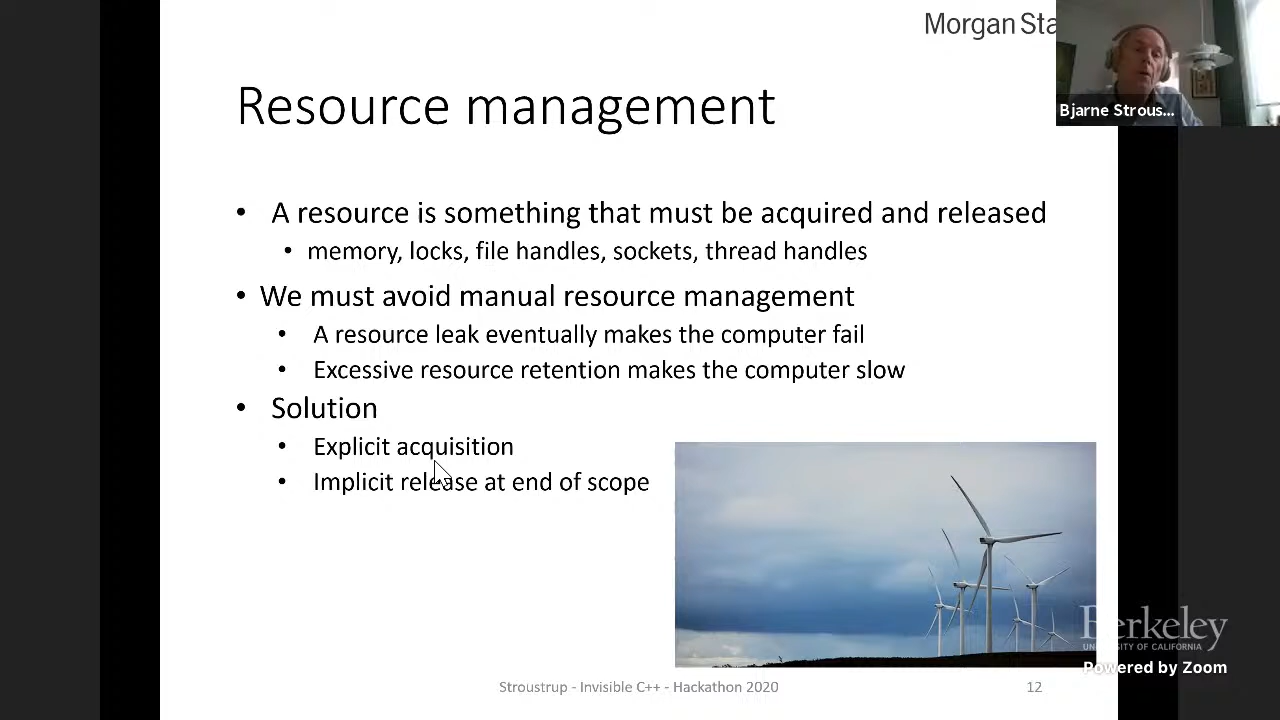 Morgan Sta
Bjarne Strous...
Resource management
• A resource is something that must be acquired and released
• memory, locks, file handles, sockets, thread handles
• We must avoid manual resource management
• A resource leak eventually makes the computer fail
• Excessive resource retention makes the computer slow
• Solution
• Explicit acquisition
• Implicit release at end of scope
Berkeley
UNIVERSITY OF CALIFORNIA
Powered by Zoom
Stroustrup - Invisible C++ - Hackathon 2020
12